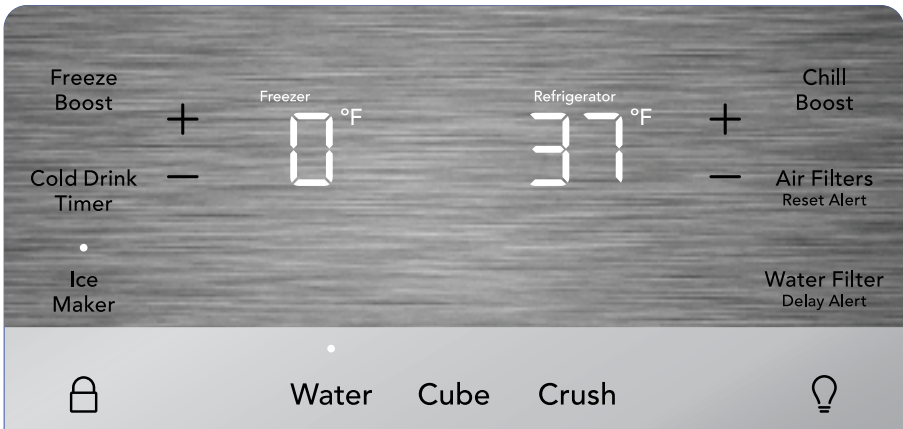 Freeze
Boost
Cold Drink
Timer
Ice
Maker
+
−
Freezer
0 °F
Refrigerator
37 °F
+
−
Chill
Boost
Air Filters
Reset Alert
Water Filter
Delay Alert
Water
Cube
Crush